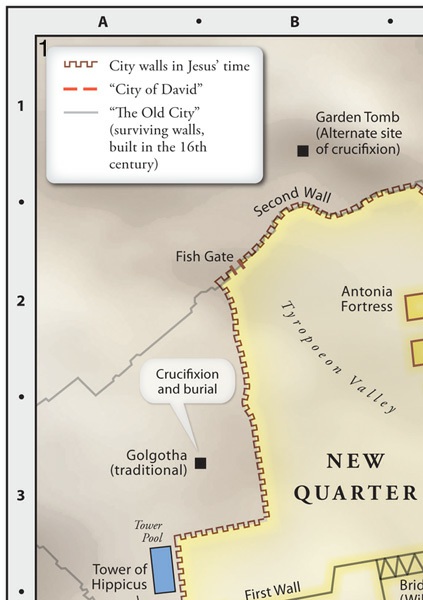 A
B
1
1
City walls in Jesus' time
"City of David"
"The Old City"
(surviving walls,
built in the 16th
century)
Garden Tomb
(Alternate site
of crucifixion)
Second Wall
Fish Gate
2
Antonia
Fortress
Tyropoeon Valley
Crucifixion
and burial
Golgotha
(traditional)
NEW
QUARTER
3
Tower
Pool
Tower of
Hippicus
First Wall